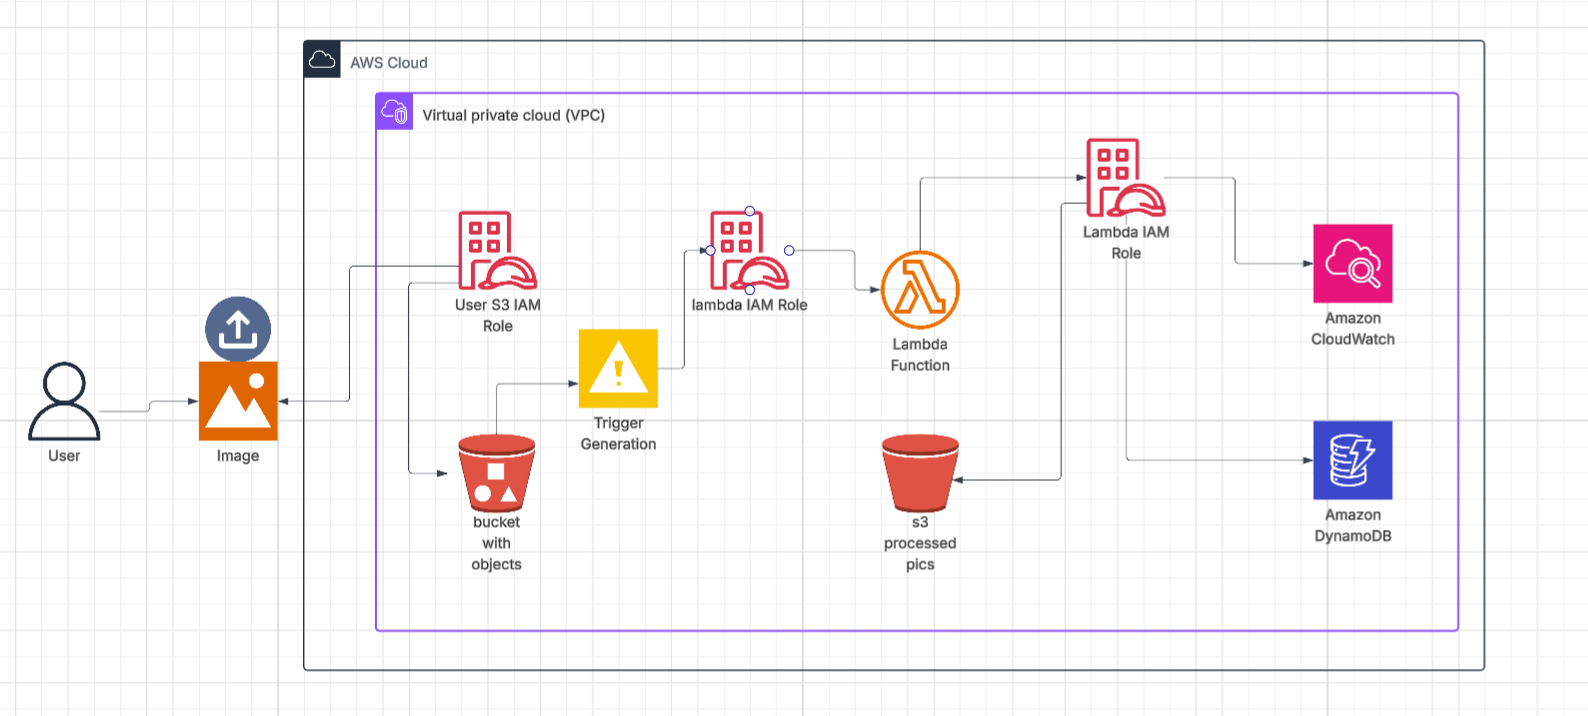 AWS Cloud
Virtual private cloud (VPC)
User S3 IAM
Role
lambda IAM Role
Lambda IAM
Role
Lambda
Function
Amazon
CloudWatch
Trigger
Generation
User
Image
bucket
with
objects
s3
processed
pics
Amazon
DynamoDB